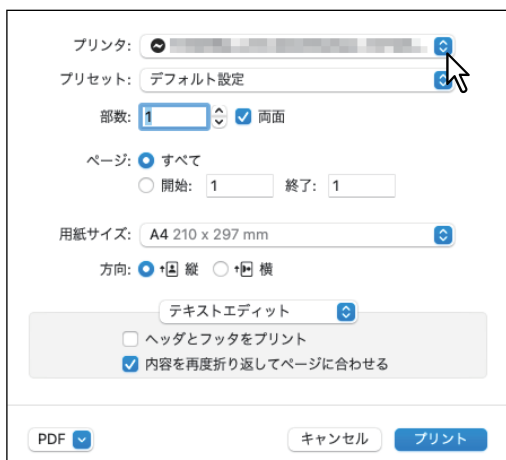 プリンタ:
プリセット: デフォルト設定
部数: 1 両面
ページ: すべて
開始: 1 終了: 1
用紙サイズ: A4 210 x 297 mm
方向: 縦 横
テキストエディット
ヘッダとフッタをプリント
内容を再度折り返してページに合わせる
PDF キャンセル プリント